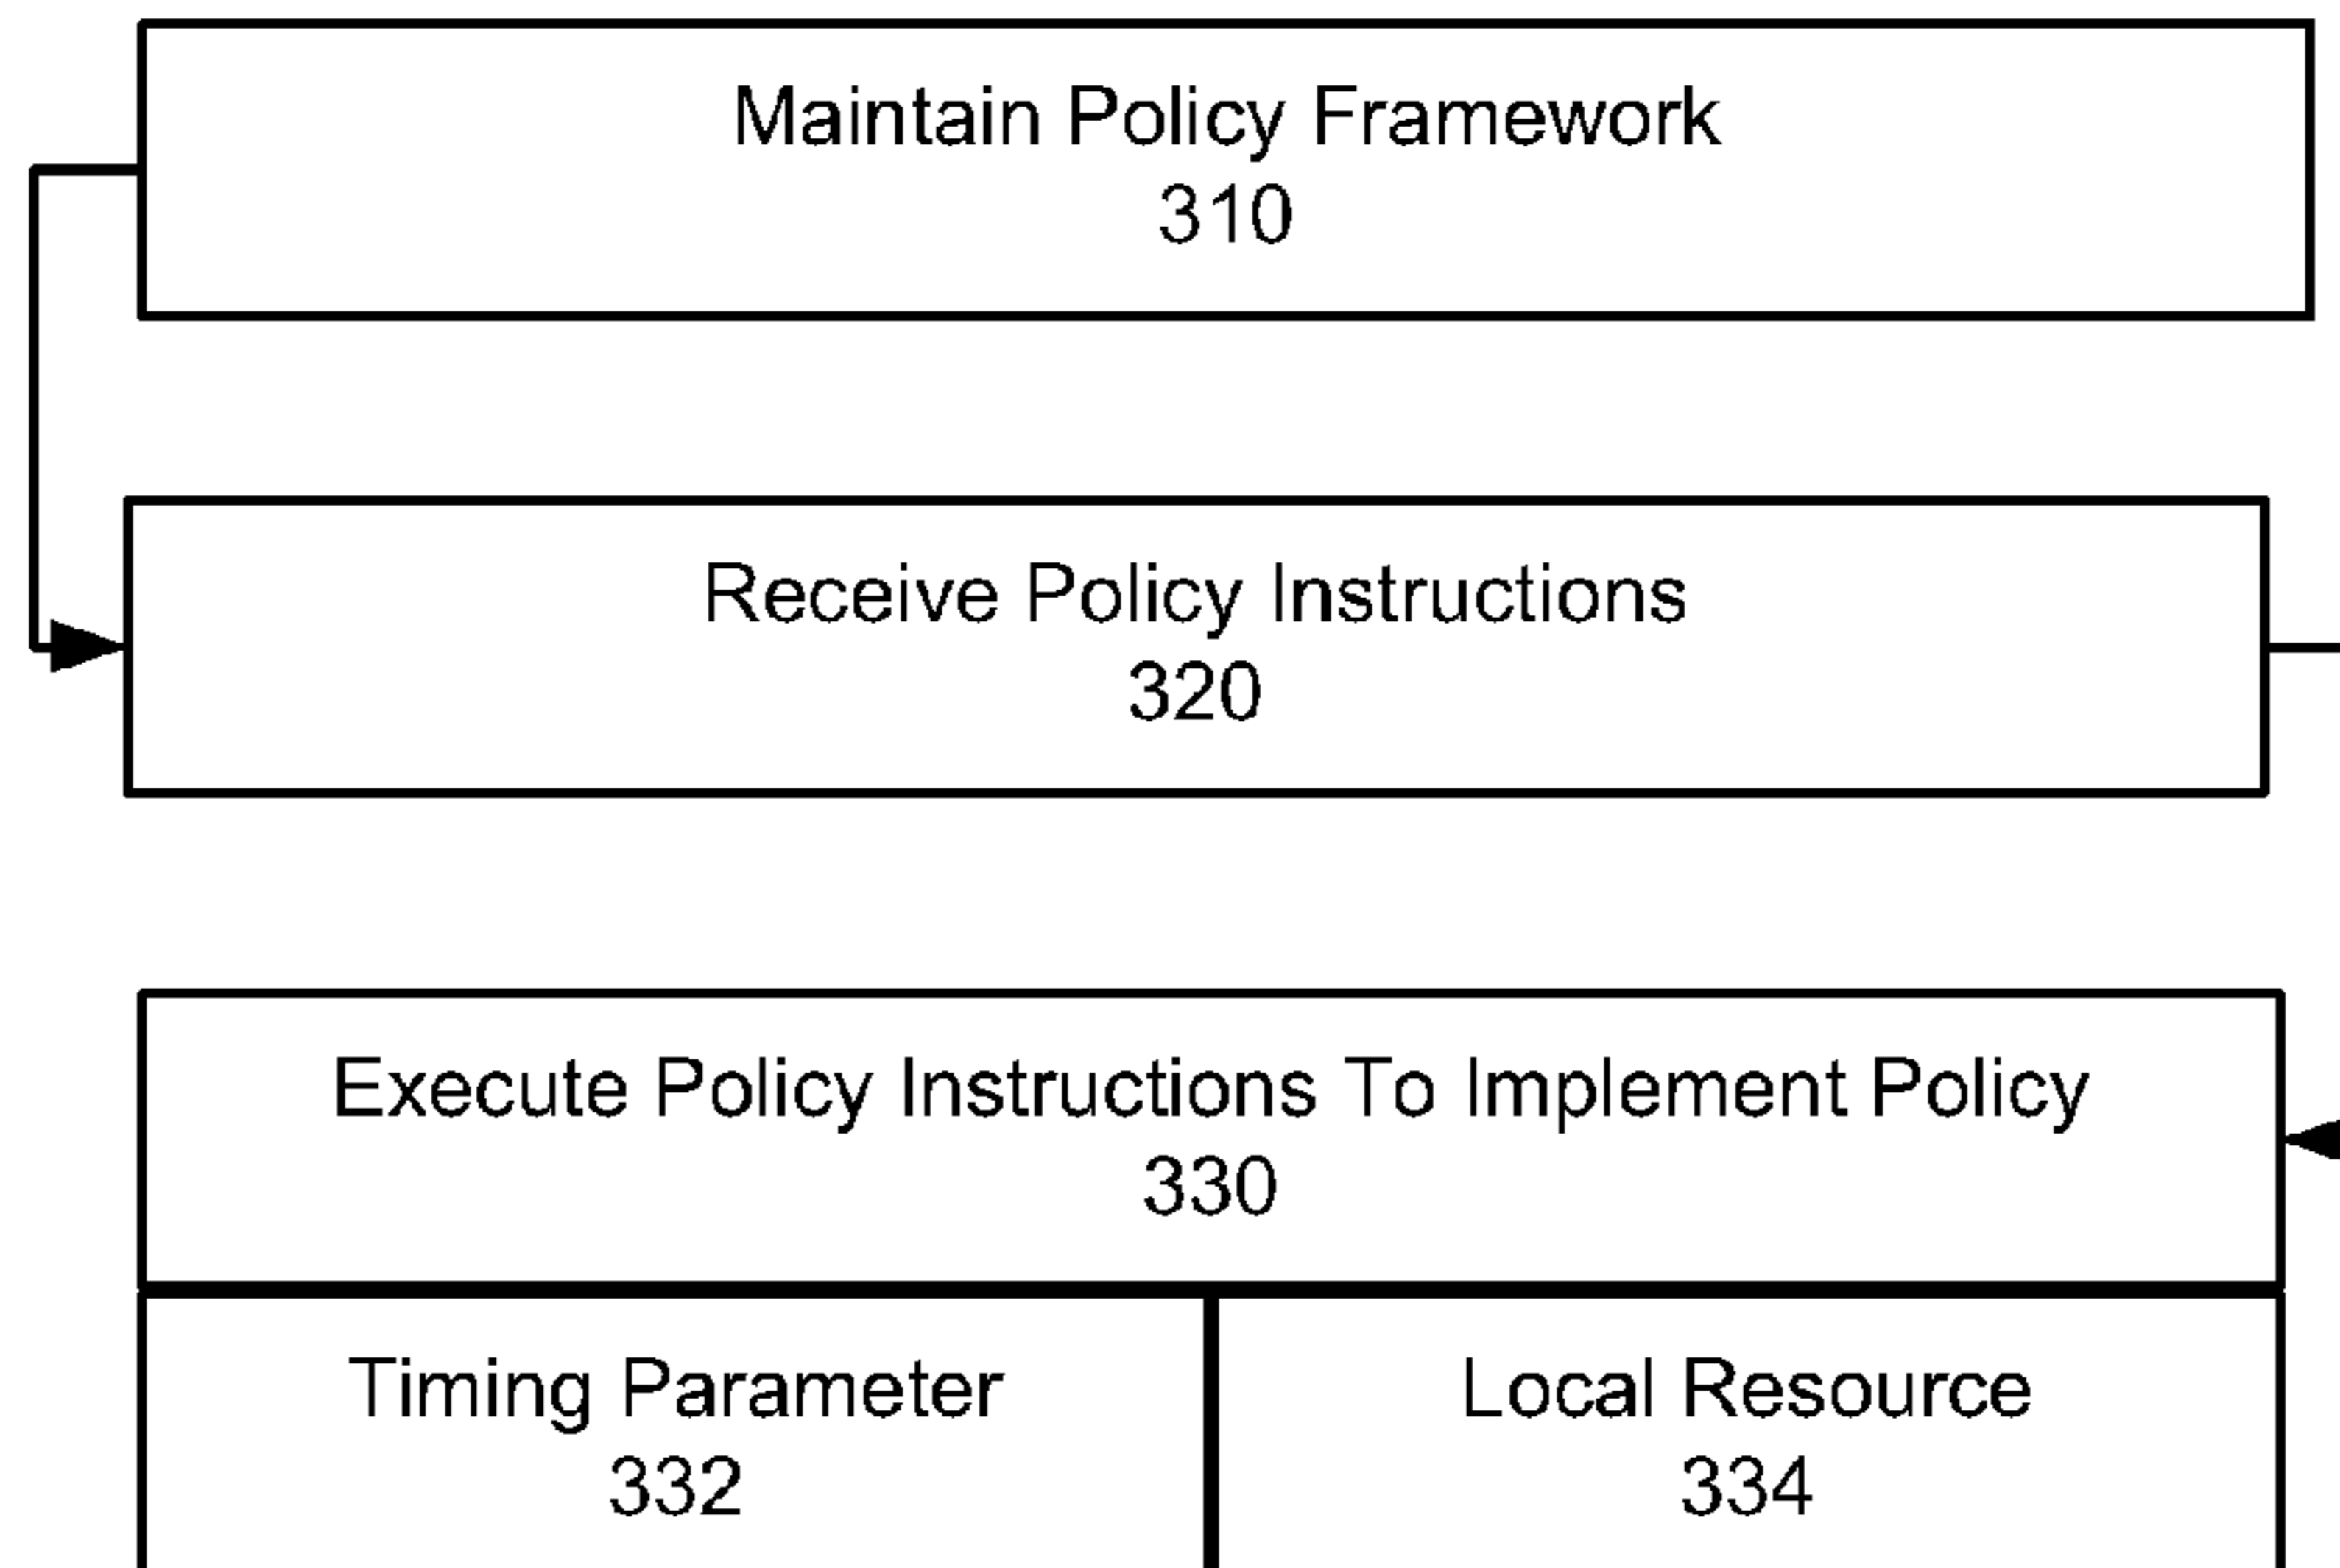 Maintain Policy Framework
310
Receive Policy Instructions
320
Execute Policy Instructions To Implement Policy
330
Timing Parameter
332
Local Resource
334